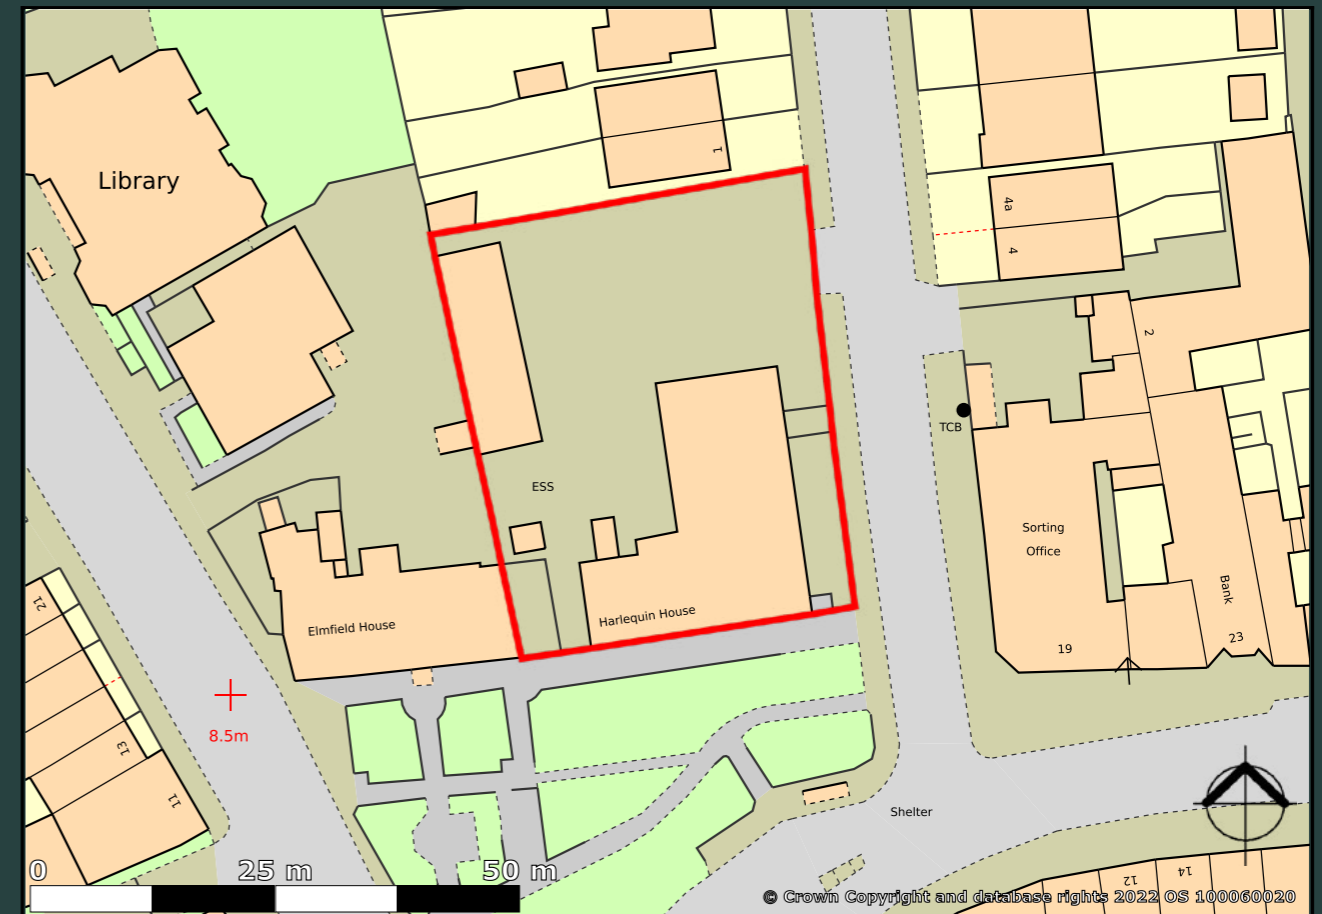 Library
1
4a
4
2
TCB
ESS
Sorting
Office
Bank
21
Harlequin House
Elmfield House
19
23
8.5m
13
11
Shelter
0 25 m 50 m
12
14
© Crown Copyright and database rights 2022 OS 100060020